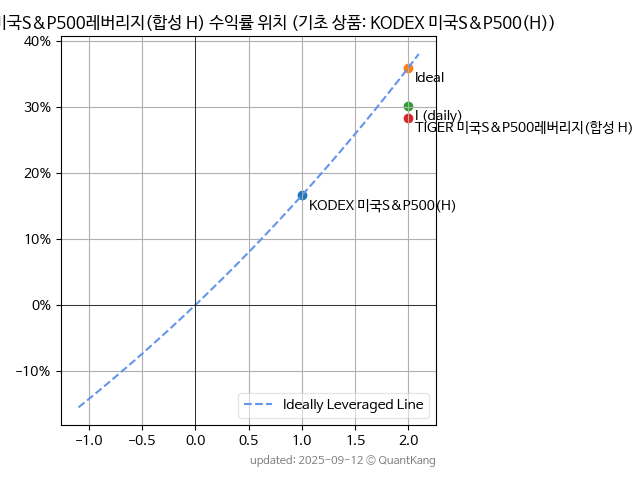 미국S&P500레버리지(합성 H) 수익률 위치 (기초 상품: KODEX 미국S&P500(H))
40%
30%
20%
10%
0%
−10%
Ideal
I (daily)
TIGER 미국S&P500레버리지(합성 H)
KODEX 미국S&P500(H)
Ideally Leveraged Line
−1.0 −0.5 0.0 0.5 1.0 1.5 2.0
updated: 2025-09-12 © QuantKang